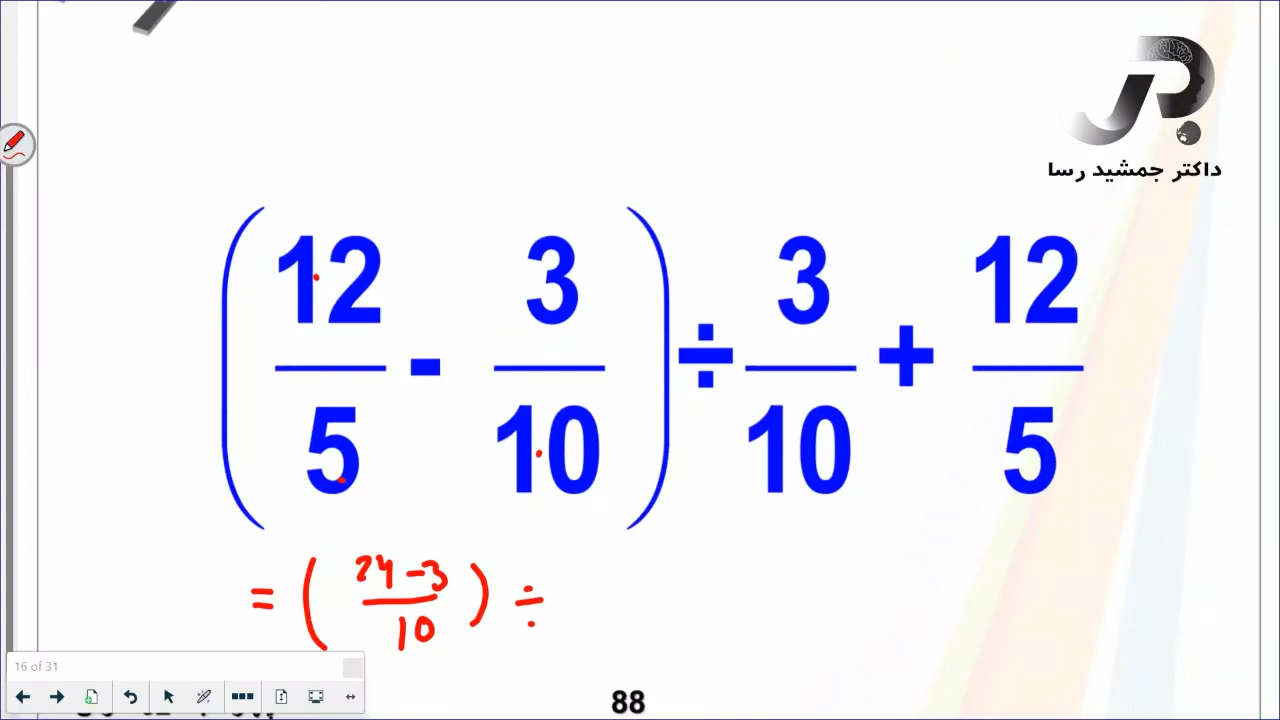 داکتر جمشید رسا
(12/5 - 3/10) ÷ 3/10 + 12/5
= (24-3/10) ÷
16 of 31
88